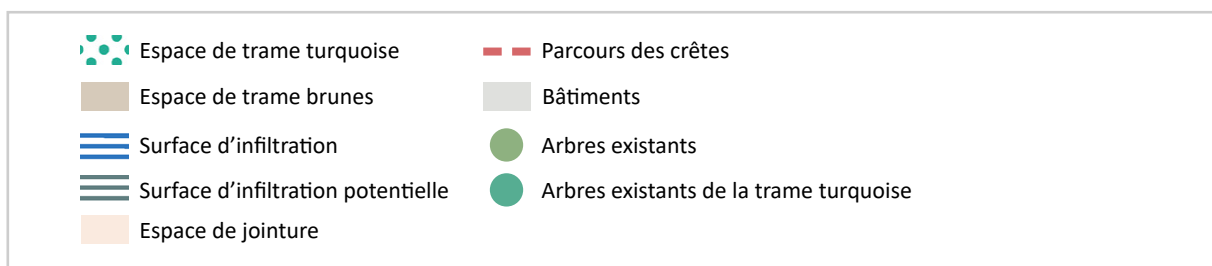 Espace de trame turquoise
Espace de trame brunes
Surface d'infiltration
Surface d'infiltration potentielle
Espace de jointure
Parcours des crêtes
Bâtiments
Arbres existants
Arbres existants de la trame turquoise